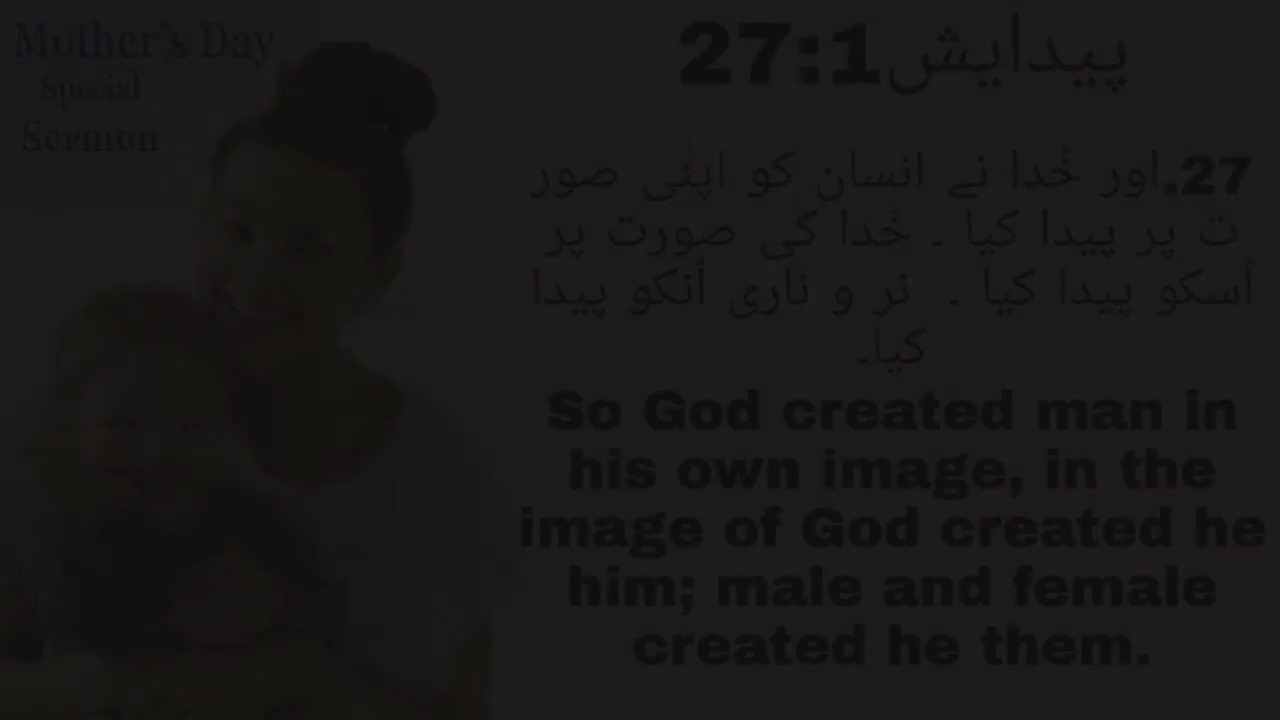 Mother's Day
Special
Sermon
پیدایش27:1
27.اور خُدا نے انسان کو اپنی صور
ت پر پیدا کیا ۔ خُدا کی صورت پر
اُسکو پیدا کیا ۔ نر و ناری اُنکو پیدا
کیا۔
So God created man in
his own image, in the
image of God created he
him; male and female
created he them.